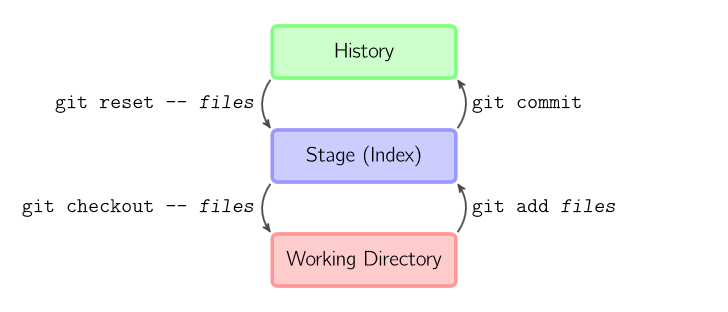 History
git reset -- files
git commit
Stage (Index)
git checkout -- files
git add files
Working Directory